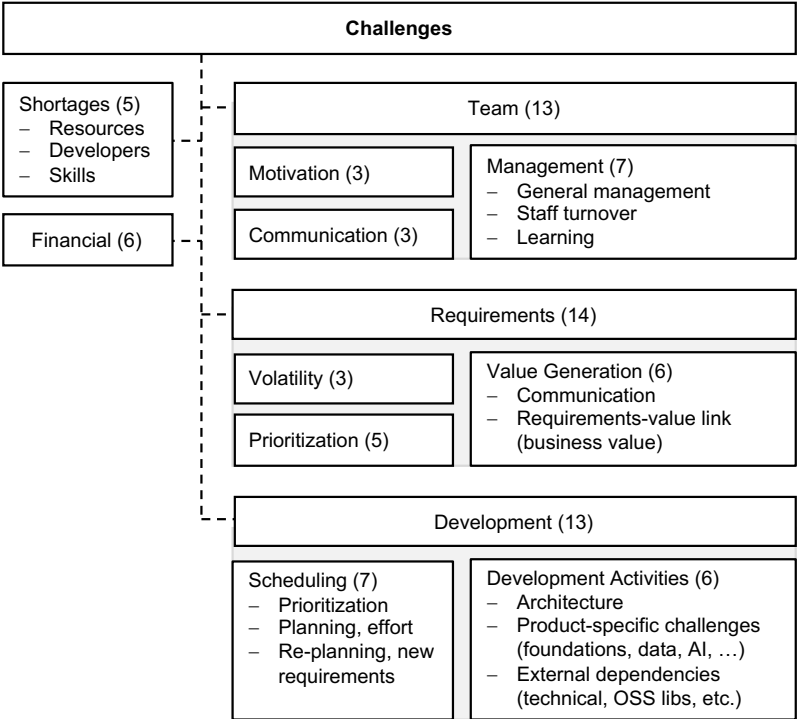 Challenges
Shortages (5)
– Resources
– Developers
– Skills
Financial (6)
Team (13)
Motivation (3)
Communication (3)
Management (7)
– General management
– Staff turnover
– Learning
Requirements (14)
Volatility (3)
Prioritization (5)
Value Generation (6)
– Communication
– Requirements-value link
(business value)
Development (13)
Scheduling (7)
– Prioritization
– Planning, effort
– Re-planning, new
requirements
Development Activities (6)
– Architecture
– Product-specific challenges
(foundations, data, AI, …)
– External dependencies
(technical, OSS libs, etc.)